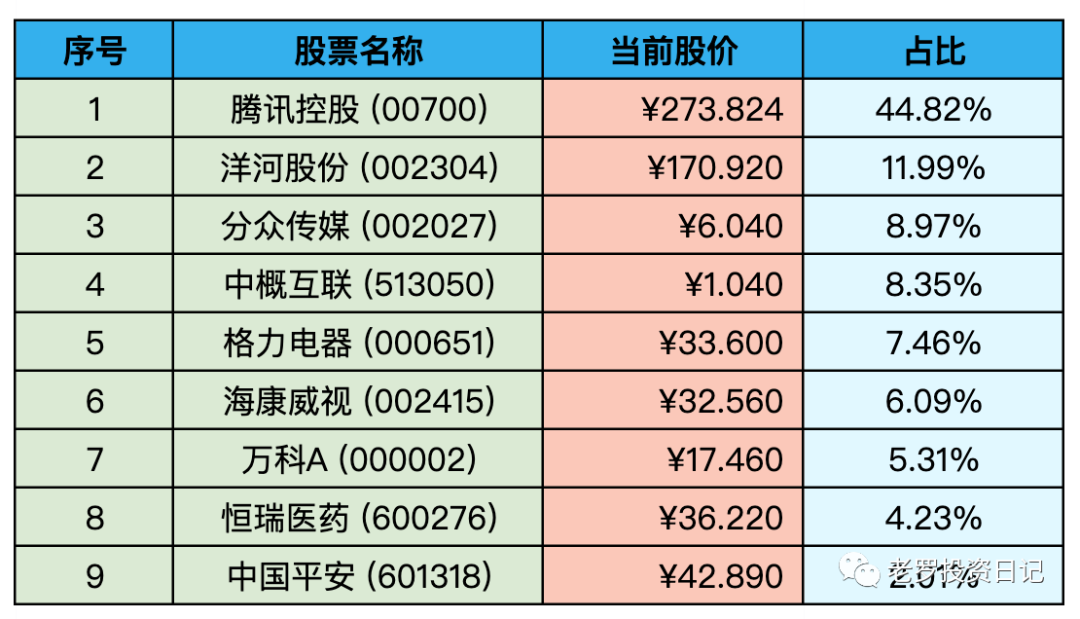 序号 股票名称 当前股价 占比
1 腾讯控股 (00700) ¥273.824 44.82%
2 洋河股份 (002304) ¥170.920 11.99%
3 分众传媒 (002027) ¥6.040 8.97%
4 中概互联 (513050) ¥1.040 8.35%
5 格力电器 (000651) ¥33.600 7.46%
6 海康威视 (002415) ¥32.560 6.09%
7 万科A (000002) ¥17.460 5.31%
8 恒瑞医药 (600276) ¥36.220 4.23%
9 中国平安 (601318) ¥42.890
老罗投资日记